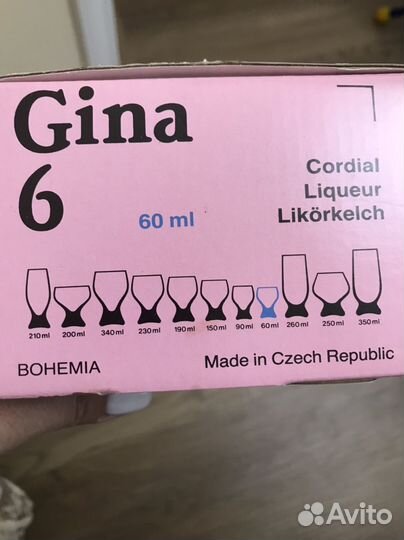 Gina
6
60 ml
Cordial
Liqueur
Likörkelch
210 ml 200 ml 340 ml 230 ml 190 ml 150 ml 90 ml 60 ml 260 ml 250 ml 350 ml
BOHEMIA
Made in Czech Republic
Avito